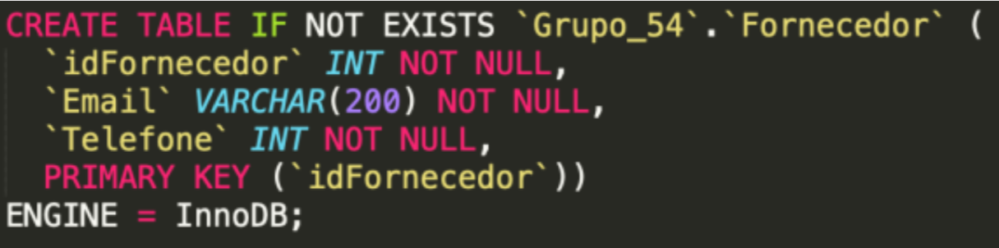 CREATE TABLE IF NOT EXISTS `Grupo_54`.`Fornecedor` (
  `idFornecedor` INT NOT NULL,
  `Email` VARCHAR(200) NOT NULL,
  `Telefone` INT NOT NULL,
  PRIMARY KEY (`idFornecedor`))
ENGINE = InnoDB;